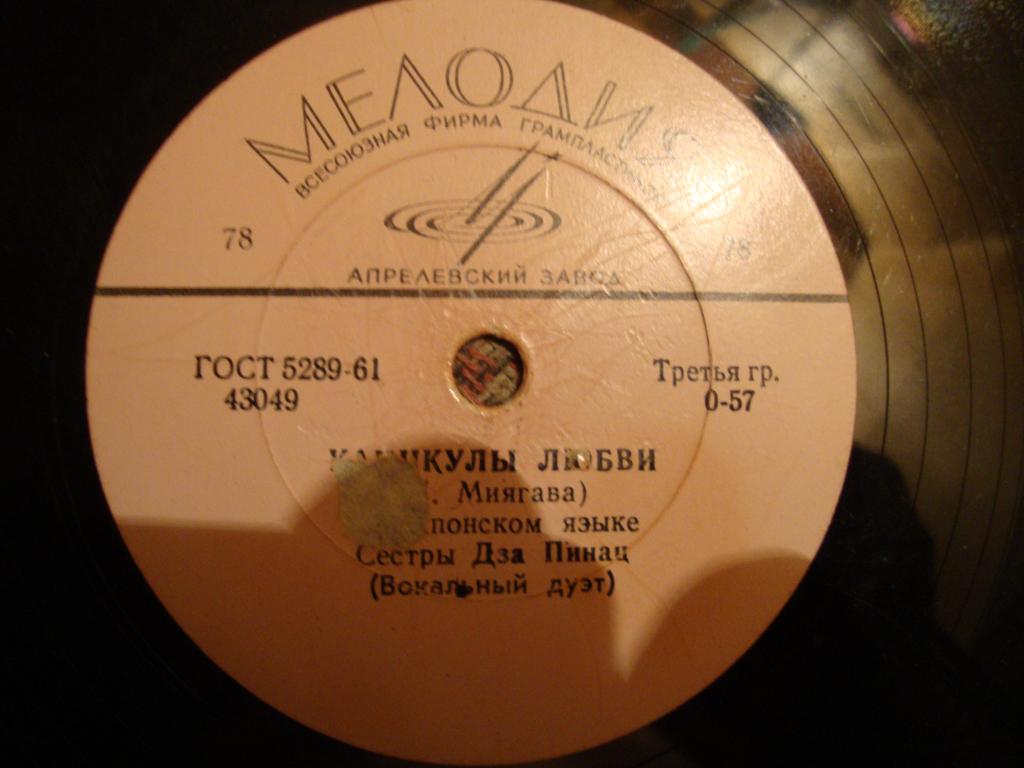 МЕЛОДИЯ
ВСЕСОЮЗНАЯ ФИРМА ГРАМПЛАСТИНОК
78 78
АПРЕЛЕВСКИЙ ЗАВОД
ГОСТ 5289-61 Третья гр.
43049 0-57
КАНИКУЛЫ ЛЮБВИ
. Миягава)
понском языке
Сестры Дза Пинац
(Вокальный дуэт)